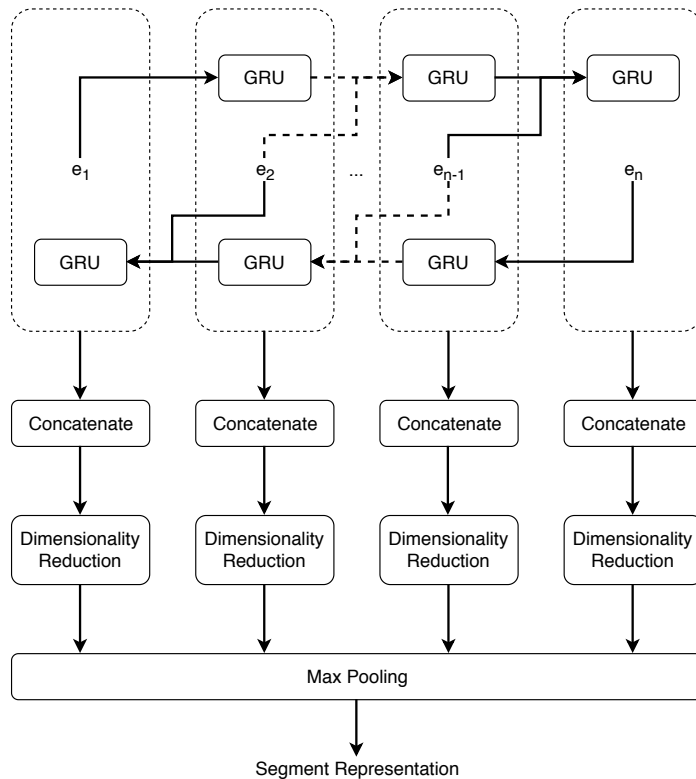 GRU GRU GRU
e1 e2 ... en-1 en
GRU GRU GRU
Concatenate Concatenate Concatenate Concatenate
Dimensionality Reduction Dimensionality Reduction Dimensionality Reduction Dimensionality Reduction
Max Pooling
Segment Representation